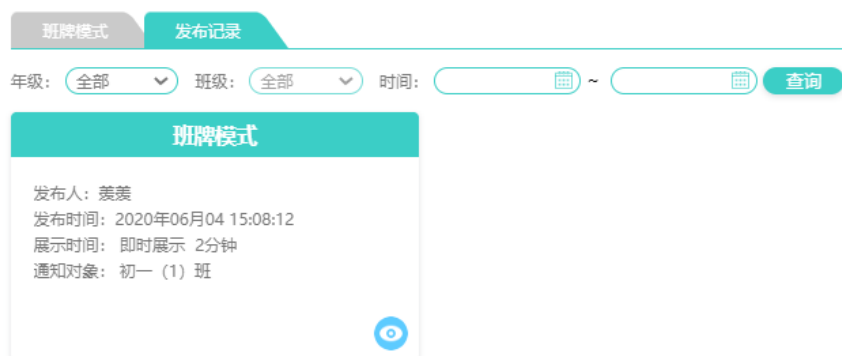 班牌模式 发布记录
年级： 全部 班级： 全部 时间： ~ 查询
班牌模式
发布人：羡羡
发布时间：2020年06月04 15:08:12
展示时间： 即时展示 2分钟
通知对象： 初一（1）班